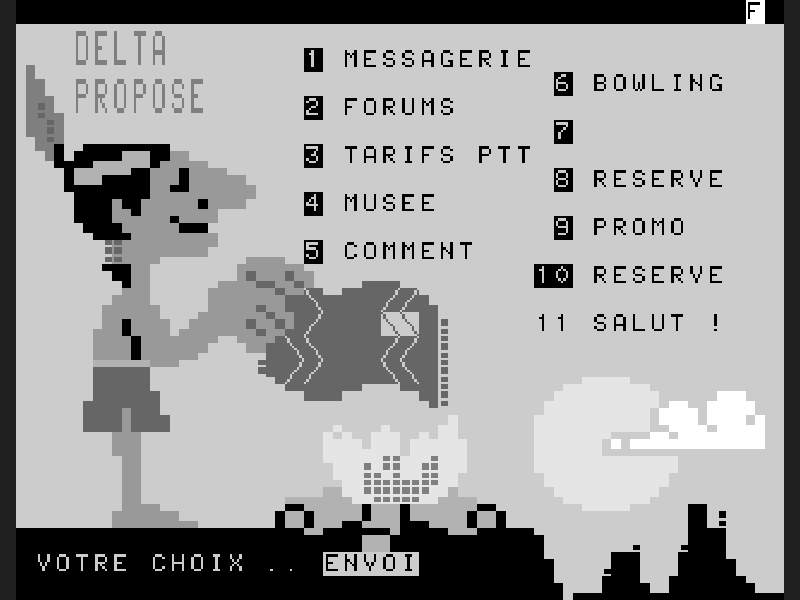 F
DELTA
PROPOSE
1 MESSAGERIE
2 FORUMS
3 TARIFS PTT
4 MUSEE
5 COMMENT
6 BOWLING
7
8 RESERVE
9 PROMO
10 RESERVE
11 SALUT !
VOTRE CHOIX .. ENVOI